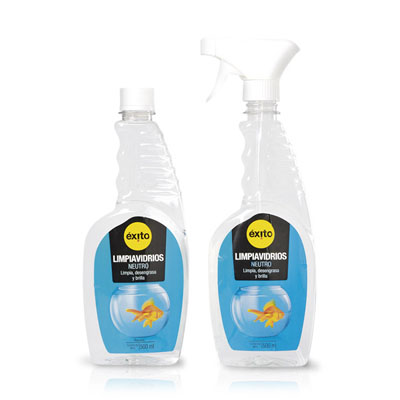 éxito
LIMPIAVIDRIOS
NEUTRO
Limpia, desengrasa
y brilla
éxito
LIMPIAVIDRIOS
NEUTRO
Limpia, desengrasa
y brilla